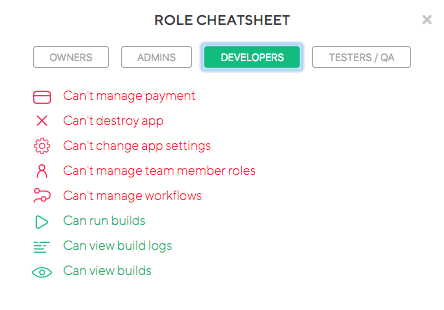 ROLE CHEATSHEET
OWNERS
ADMINS
DEVELOPERS
TESTERS / QA
Can't manage payment
Can't destroy app
Can't change app settings
Can't manage team member roles
Can't manage workflows
Can run builds
Can view build logs
Can view builds